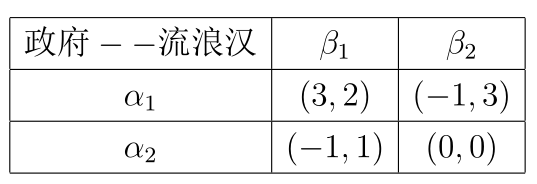 政府 − −流浪汉 β₁ β₂
α₁ (3, 2) (−1, 3)
α₂ (−1, 1) (0, 0)